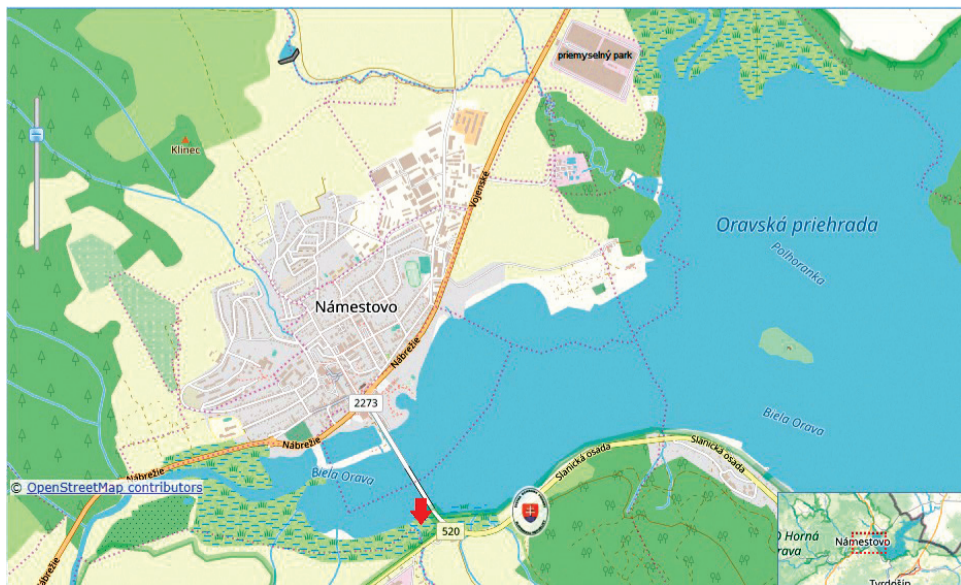 priemyselný park
Klinec
Vojenské
Oravská priehrada
Polhoranka
Námestovo
Nábrežie
2273
Biela Orava
Nábrežie
Slanická osada
Slanická osada
Nábrežie
Biela Orava
© OpenStreetMap contributors
520
Horná
rava
Námestovo
Tvrdošín